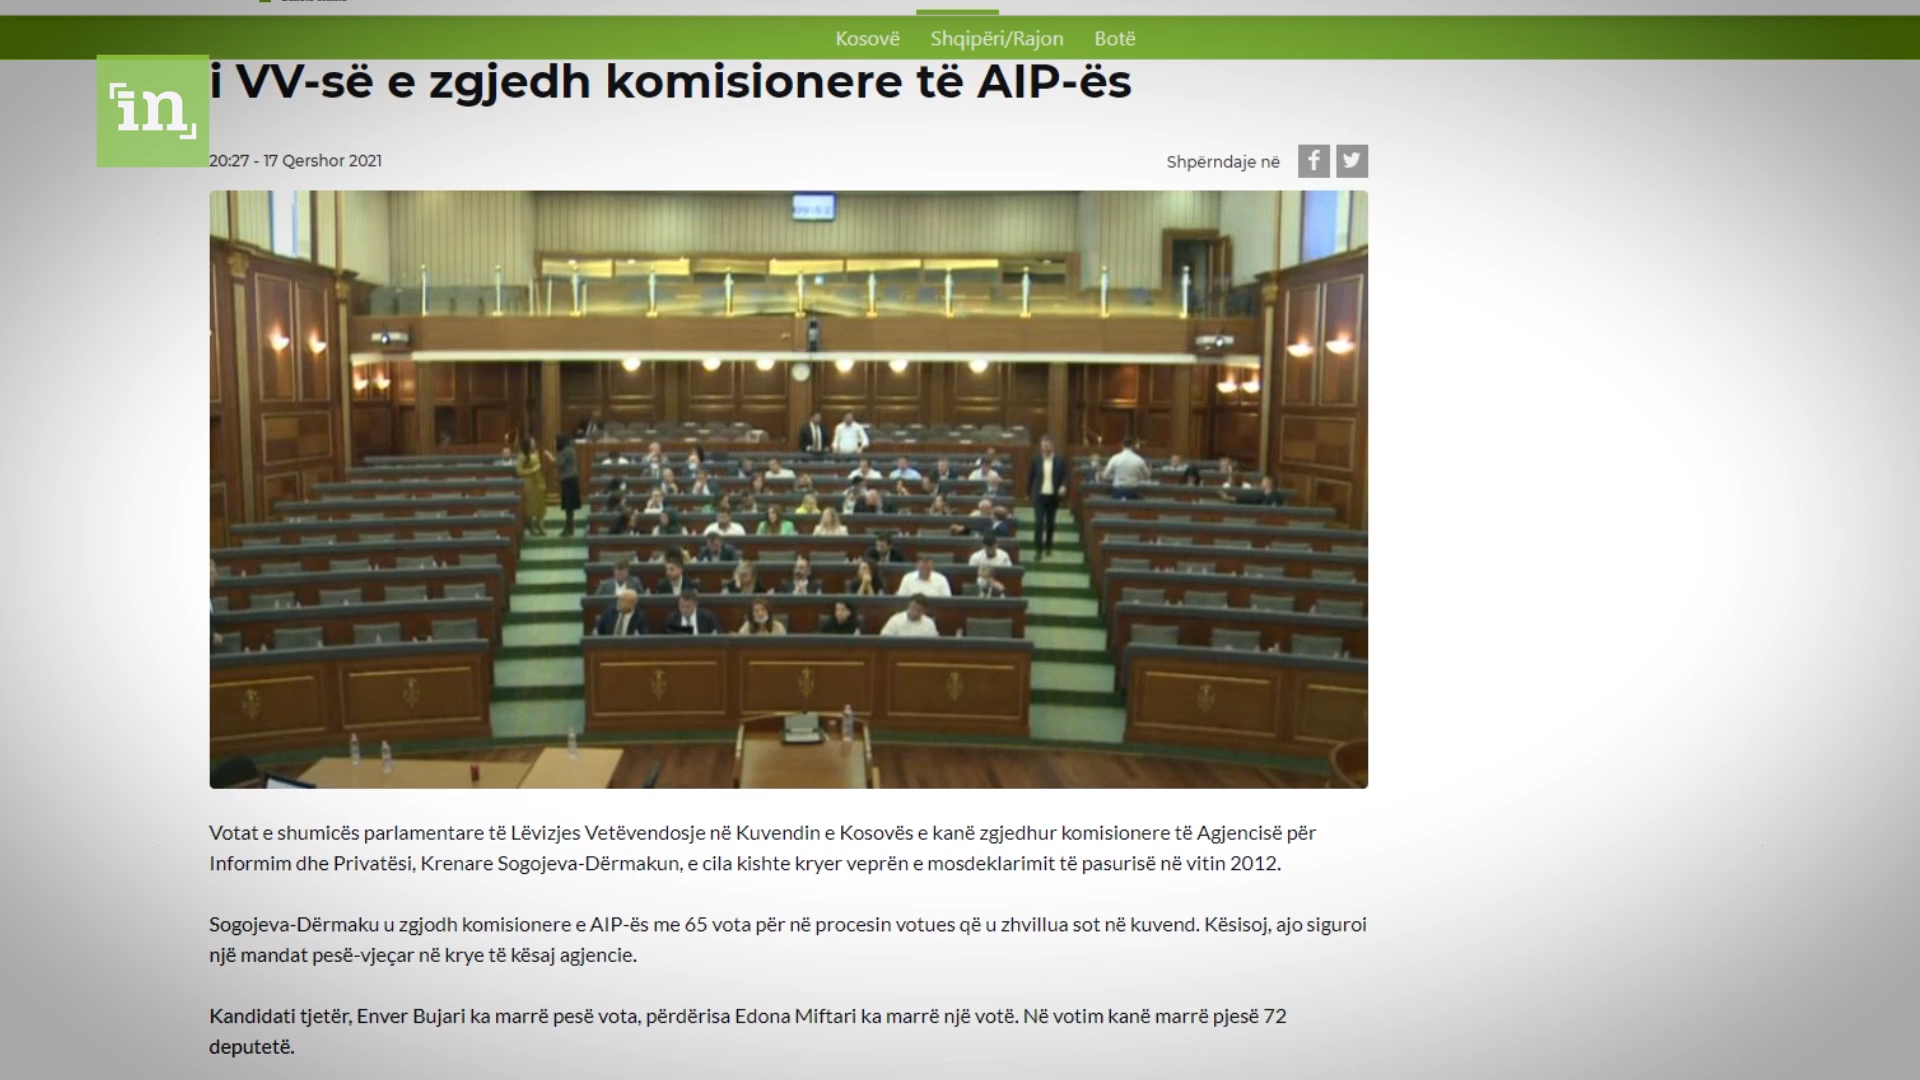 Kosovë Shqipëri/Rajon Botë
in
i VV-së e zgjedh komisionere të AIP-ës
20:27 - 17 Qershor 2021
Shpërndaje në
Votat e shumicës parlamentare të Lëvizjes Vetëvendosje në Kuvendin e Kosovës e kanë zgjedhur komisionere të Agjencisë për
Informim dhe Privatësi, Krenare Sogojeva-Dërmakun, e cila kishte kryer veprën e mosdeklarimit të pasurisë në vitin 2012.
Sogojeva-Dërmaku u zgjodh komisionere e AIP-ës me 65 vota për në procesin votues që u zhvillua sot në kuvend. Kësisoj, ajo siguroi
një mandat pesë-vjeçar në krye të kësaj agjencie.
Kandidati tjetër, Enver Bujari ka marrë pesë vota, përdërisa Edona Miftari ka marrë një votë. Në votim kanë marrë pjesë 72
deputetë.